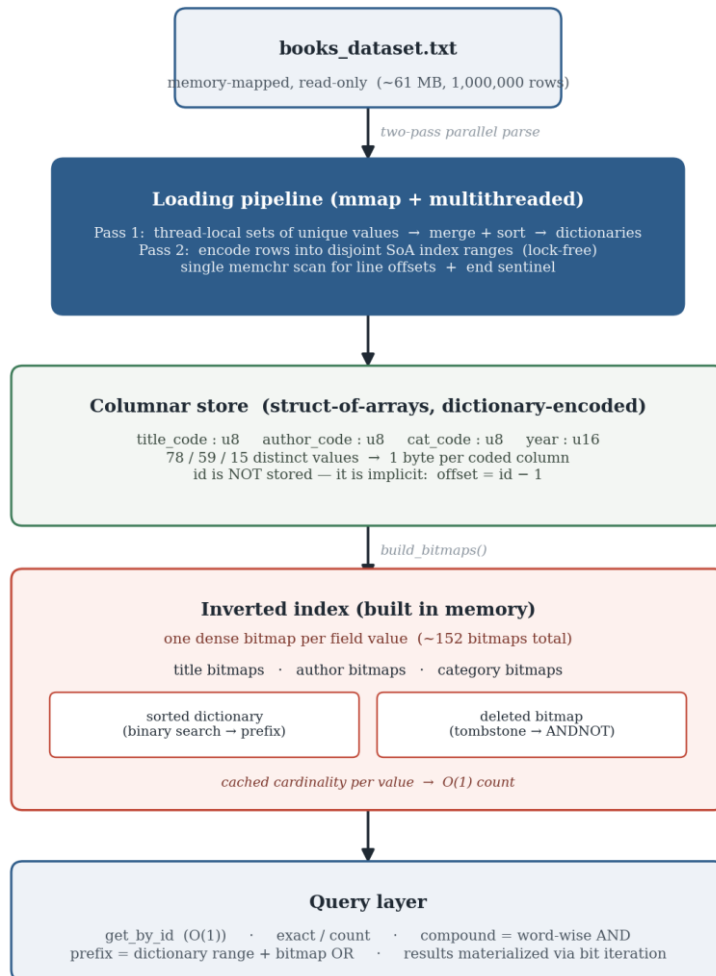 books_dataset.txt
memory-mapped, read-only (~61 MB, 1,000,000 rows)
two-pass parallel parse
Loading pipeline (mmap + multithreaded)
Pass 1: thread-local sets of unique values → merge + sort → dictionaries
Pass 2: encode rows into disjoint SoA index ranges (lock-free)
single memchr scan for line offsets + end sentinel
Columnar store (struct-of-arrays, dictionary-encoded)
title_code : u8 author_code : u8 cat_code : u8 year : u16
78 / 59 / 15 distinct values → 1 byte per coded column
id is NOT stored — it is implicit: offset = id − 1
build_bitmaps()
Inverted index (built in memory)
one dense bitmap per field value (~152 bitmaps total)
title bitmaps · author bitmaps · category bitmaps
sorted dictionary
(binary search → prefix)
deleted bitmap
(tombstone → ANDNOT)
cached cardinality per value → O(1) count
Query layer
get_by_id (O(1)) · exact / count · compound = word-wise AND
prefix = dictionary range + bitmap OR · results materialized via bit iteration